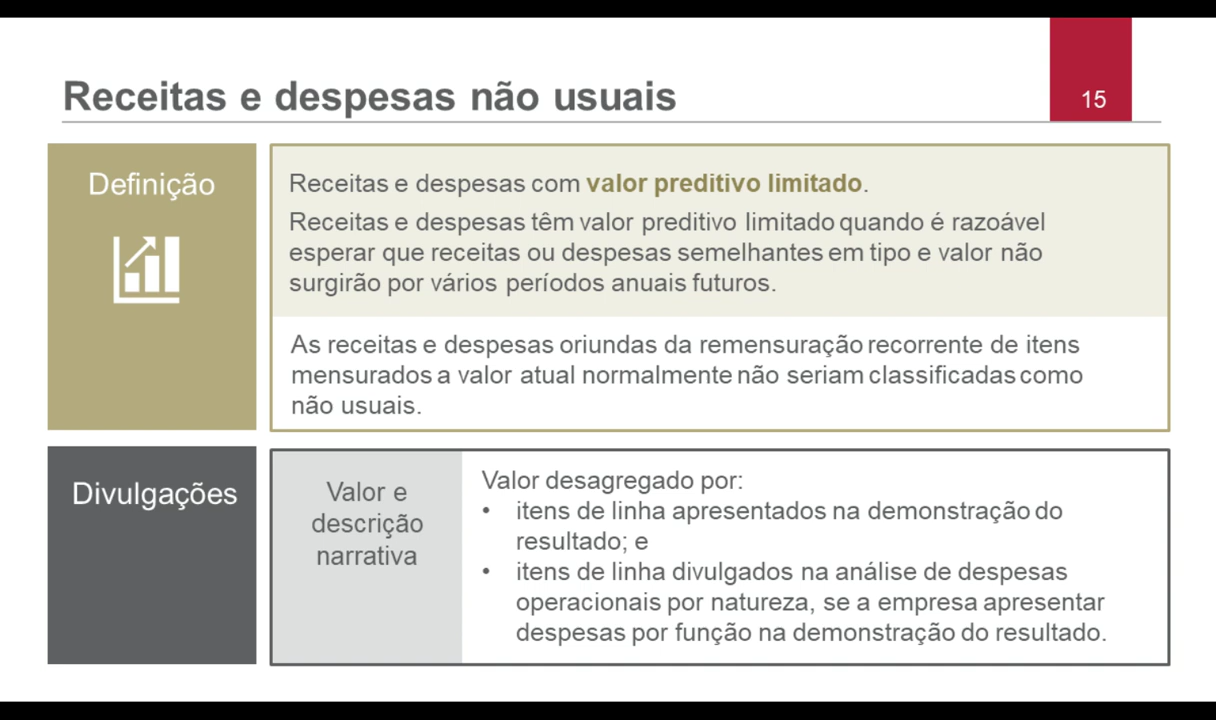 Receitas e despesas não usuais
15
Definição
Receitas e despesas com valor preditivo limitado.
Receitas e despesas têm valor preditivo limitado quando é razoável
esperar que receitas ou despesas semelhantes em tipo e valor não
surgirão por vários períodos anuais futuros.
As receitas e despesas oriundas da remensuração recorrente de itens
mensurados a valor atual normalmente não seriam classificadas como
não usuais.
Divulgações
Valor e
descrição
narrativa
Valor desagregado por:
• itens de linha apresentados na demonstração do
resultado; e
• itens de linha divulgados na análise de despesas
operacionais por natureza, se a empresa apresentar
despesas por função na demonstração do resultado.